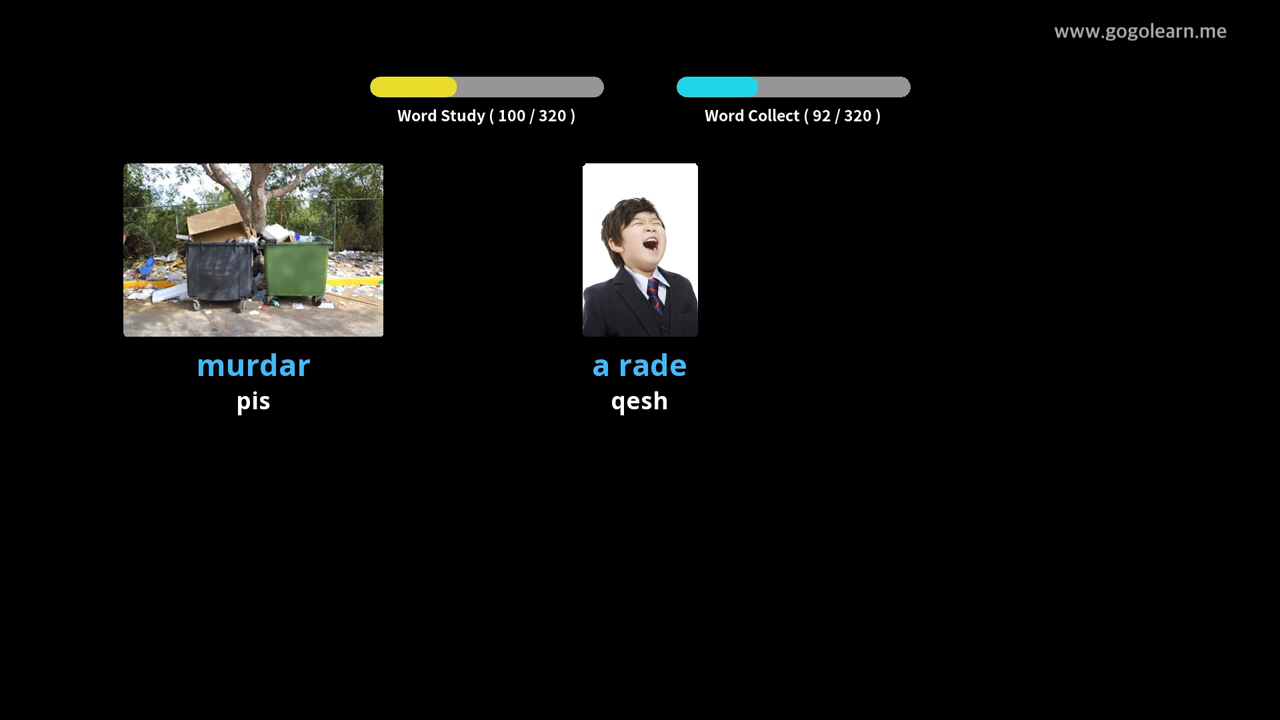 www.gogolearn.me
Word Study ( 100 / 320 )
Word Collect ( 92 / 320 )
murdar
pis
a rade
qesh